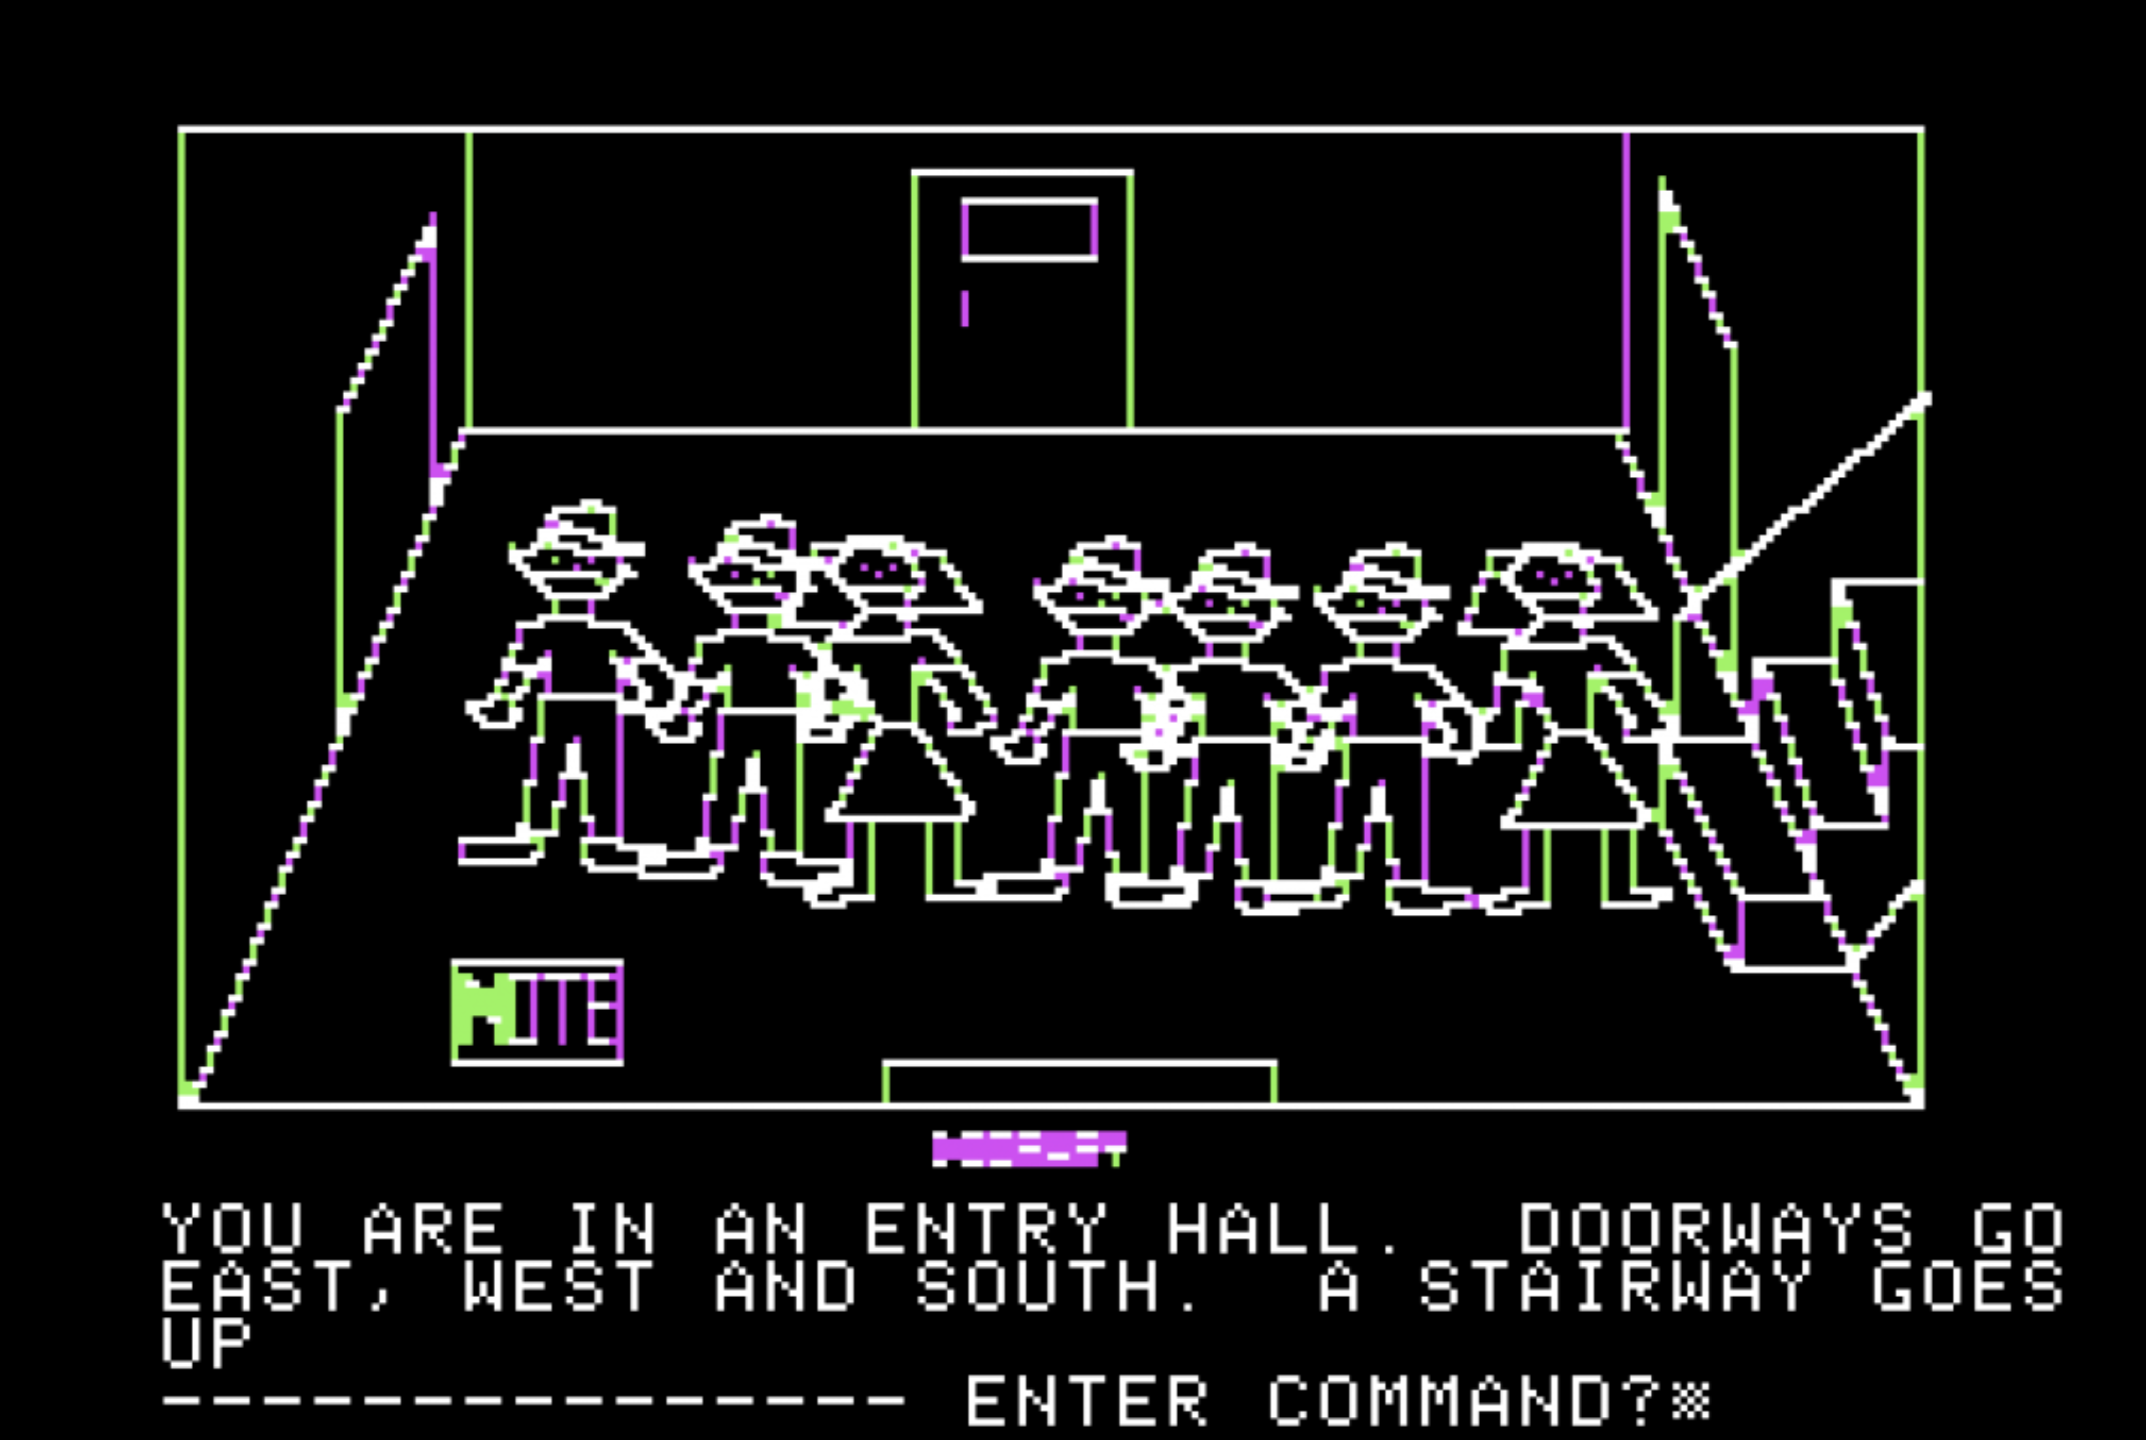 NOTE
YOU ARE IN AN ENTRY HALL.  DOORWAYS GO
EAST, WEST AND SOUTH.  A STAIRWAY GOES
UP
--------------- ENTER COMMAND?